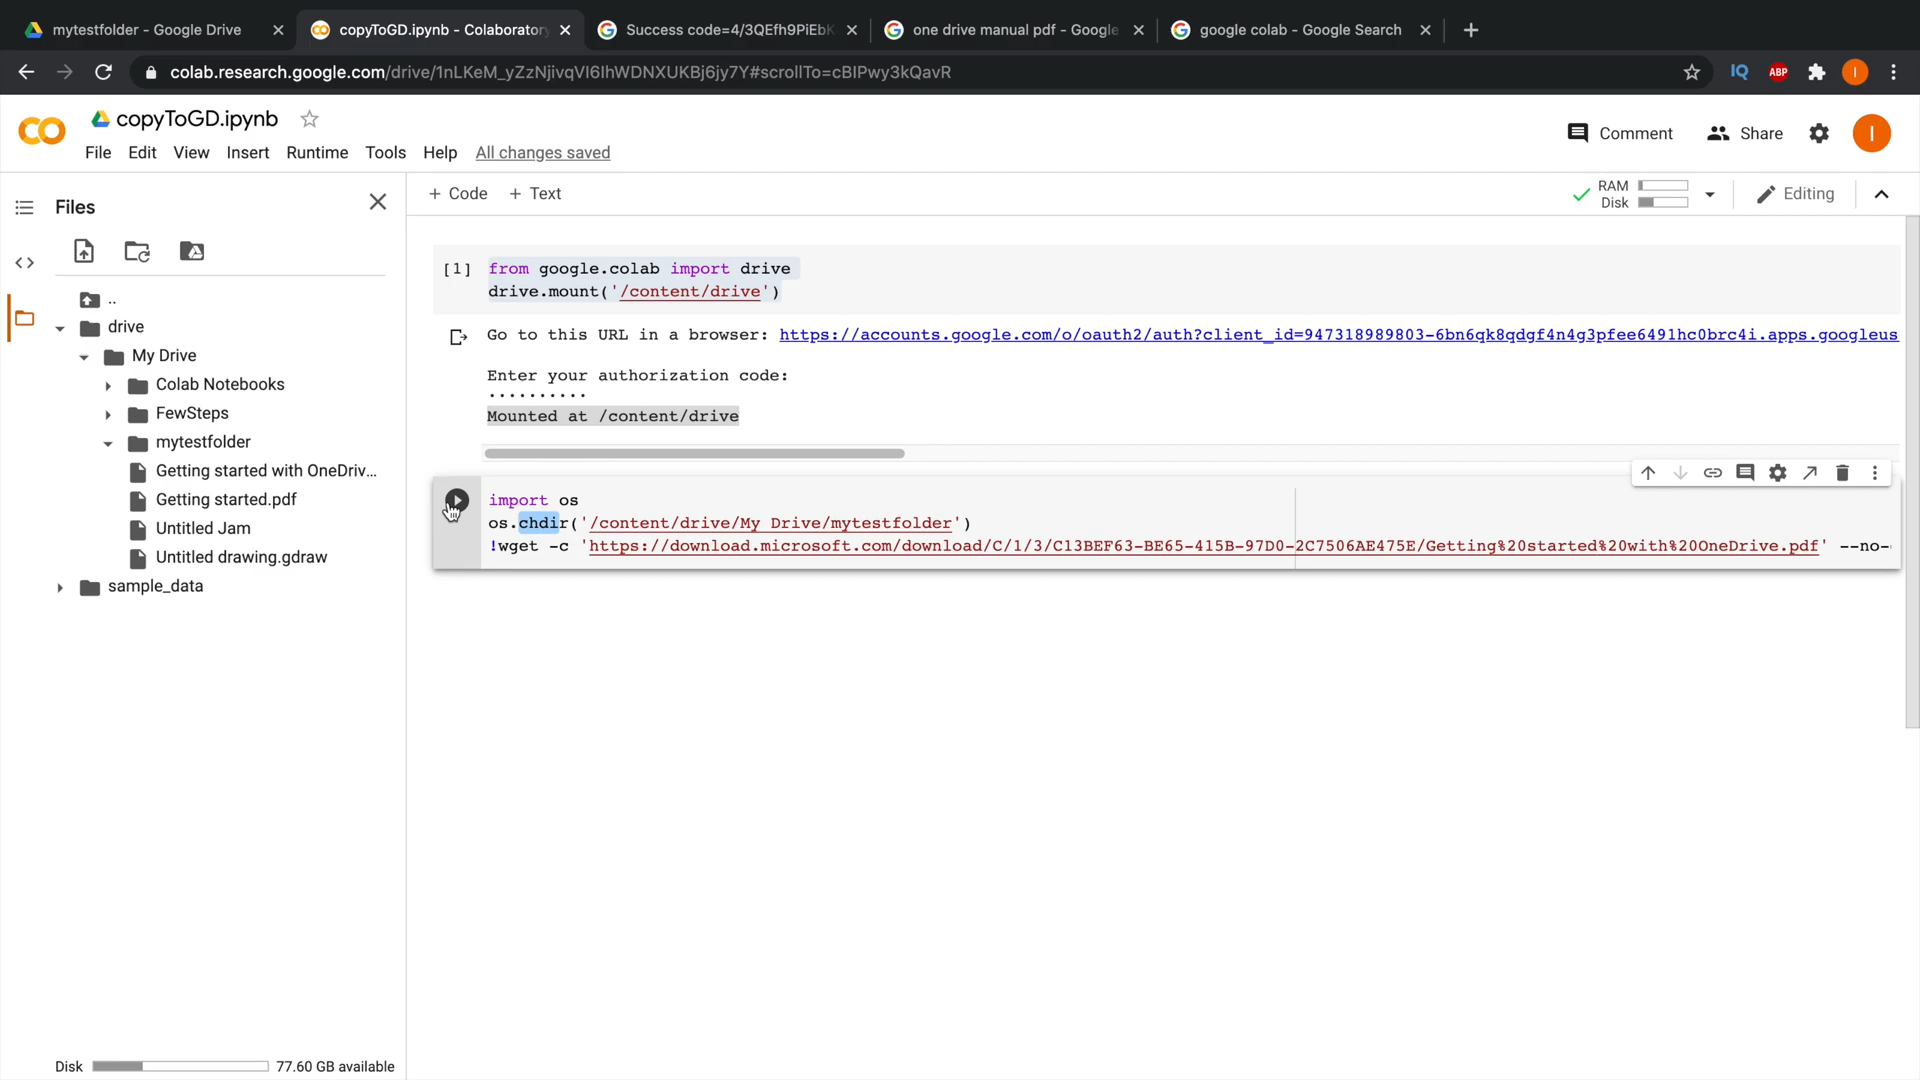 mytestfolder - Google Drive
copyToGD.ipynb - Colaboratory
Success code=4/3QEfh9PiEbK
one drive manual pdf - Google
google colab - Google Search
colab.research.google.com/drive/1nLKeM_yZzNjivqVI6IhWDNXUKBj6jy7Y#scrollTo=cBIPwy3kQavR
IQ
ABP
I
copyToGD.ipynb
File Edit View Insert Runtime Tools Help All changes saved
Comment
Share
I
Files
+ Code + Text
RAM
Disk
Editing
..
drive
My Drive
Colab Notebooks
FewSteps
mytestfolder
Getting started with OneDriv...
Getting started.pdf
Untitled Jam
Untitled drawing.gdraw
sample_data
[1] from google.colab import drive
drive.mount('/content/drive')
Go to this URL in a browser: https://accounts.google.com/o/oauth2/auth?client_id=947318989803-6bn6qk8qdgf4n4g3pfee6491hc0brc4i.apps.googleus
Enter your authorization code:
··········
Mounted at /content/drive
import os
os.chdir('/content/drive/My Drive/mytestfolder')
!wget -c 'https://download.microsoft.com/download/C/1/3/C13BEF63-BE65-415B-97D0-2C7506AE475E/Getting%20started%20with%20OneDrive.pdf' --no-
Disk 77.60 GB available